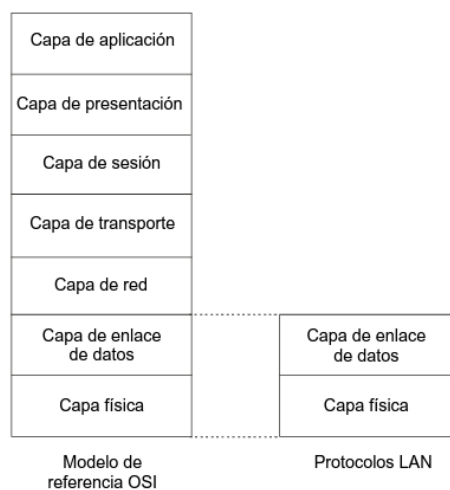 Capa de aplicación
Capa de presentación
Capa de sesión
Capa de transporte
Capa de red
Capa de enlace
de datos
Capa física
Modelo de
referencia OSI
Capa de enlace
de datos
Capa física
Protocolos LAN